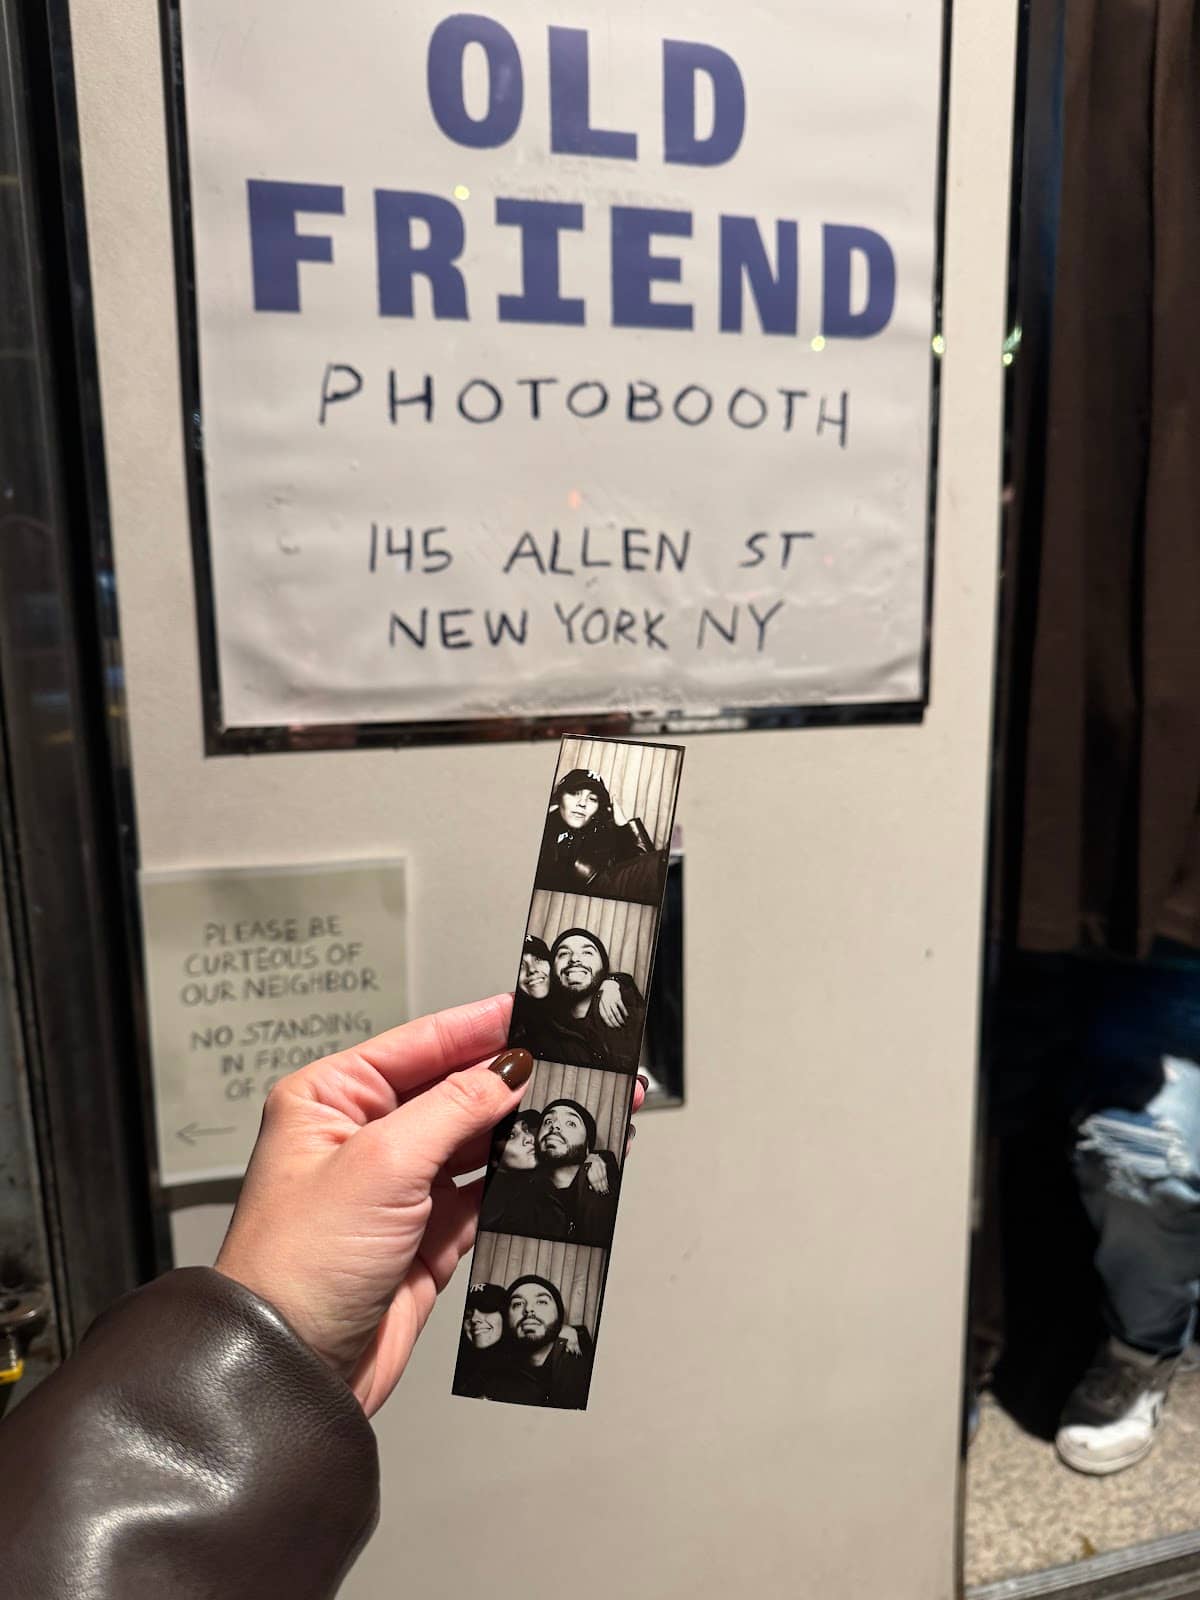 OLD
FRIEND
PHOTOBOOTH
145 ALLEN ST
NEW YORK NY
PLEASE BE
CURTEOUS OF
OUR NEIGHBOR
NO STANDING
IN FRONT
OF